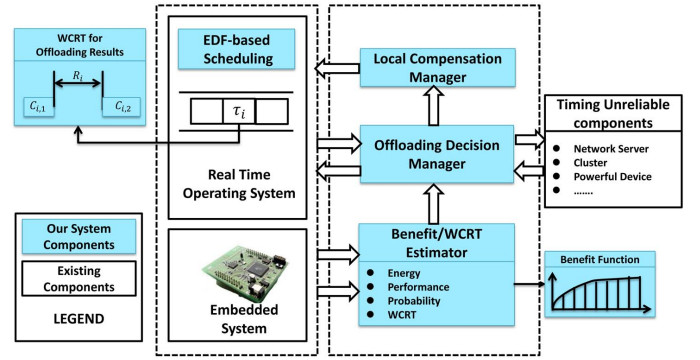 WCRT for
Offloading Results
R_i
C_{i,1}
C_{i,2}
EDF-based
Scheduling
τ_i
Real Time
Operating System
Local Compensation
Manager
Offloading Decision
Manager
Timing Unreliable
components
● Network Server
● Cluster
● Powerful Device
● .......
Our System
Components
Existing
Components
LEGEND
Embedded
System
Benefit/WCRT
Estimator
● Energy
● Performance
● Probability
● WCRT
Benefit Function